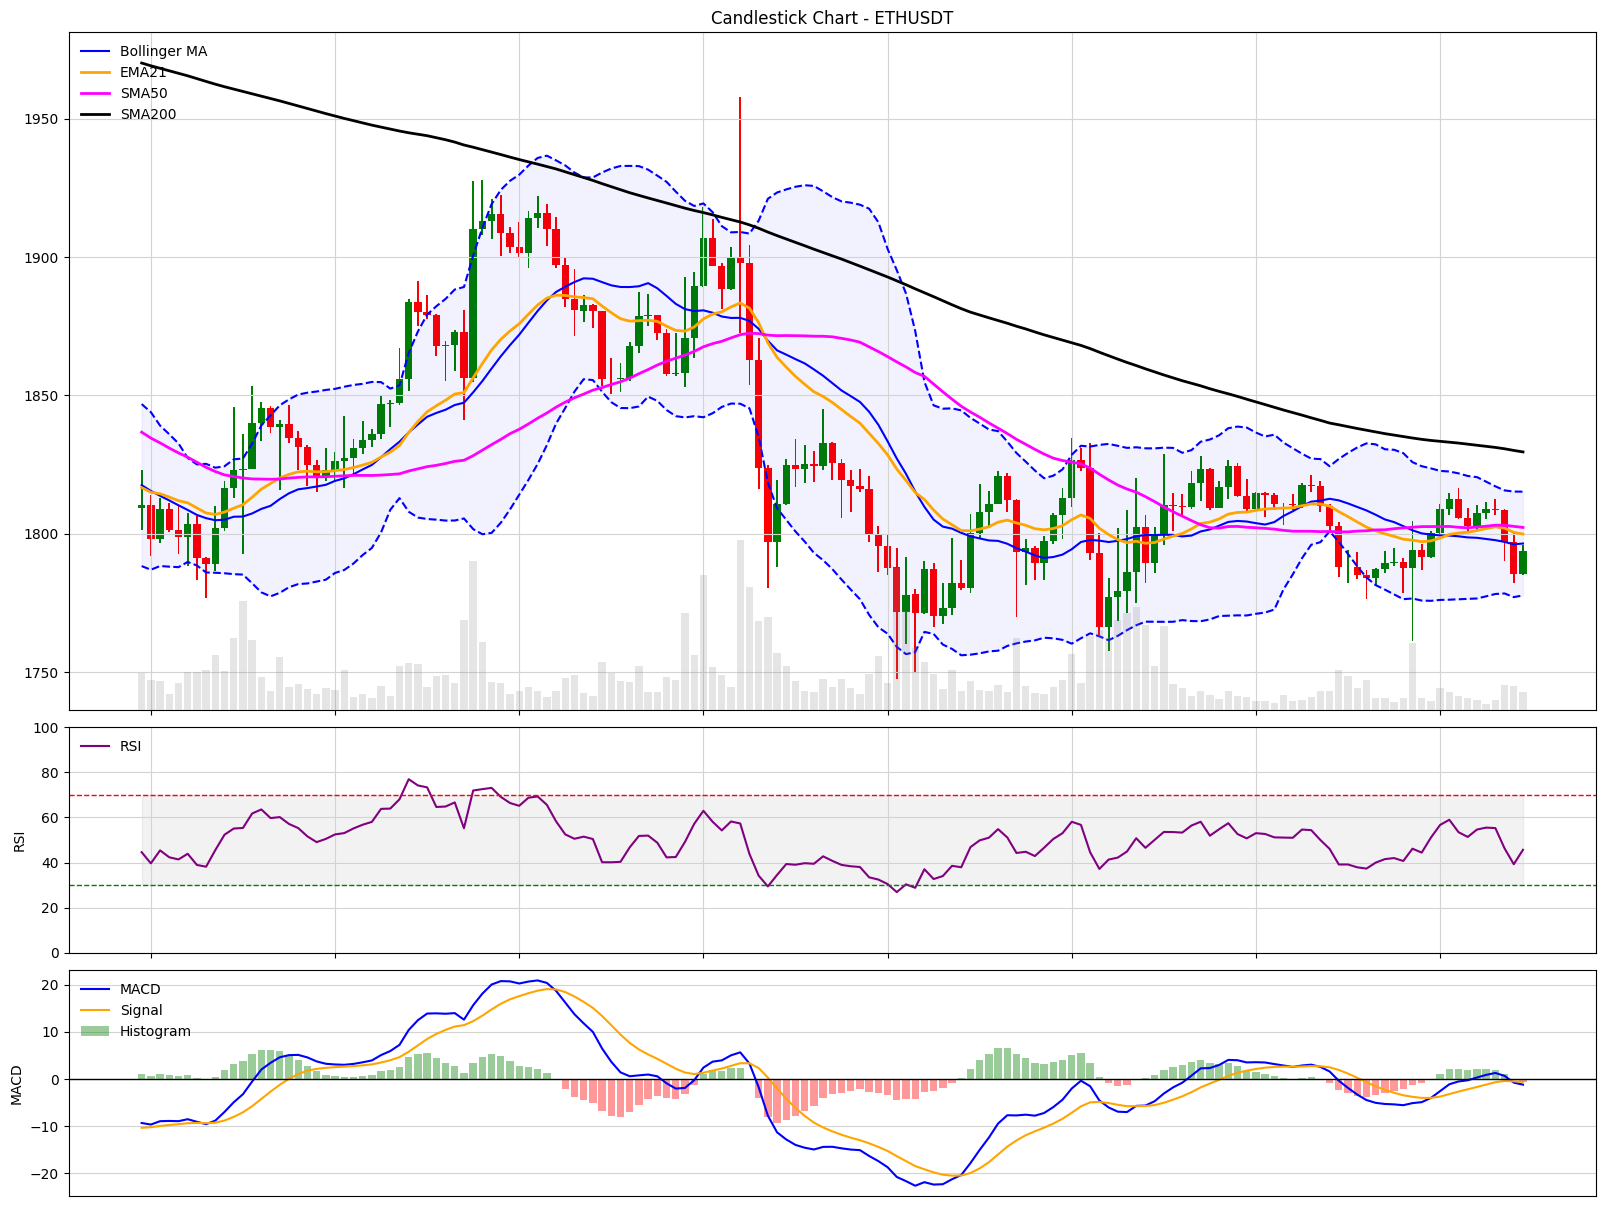 Candlestick Chart - ETHUSDT
Bollinger MA
EMA21
SMA50
SMA200
1950
1900
1850
1800
1750
100
80
60
40
20
0
RSI
RSI
20
10
0
−10
−20
MACD
MACD
Signal
Histogram